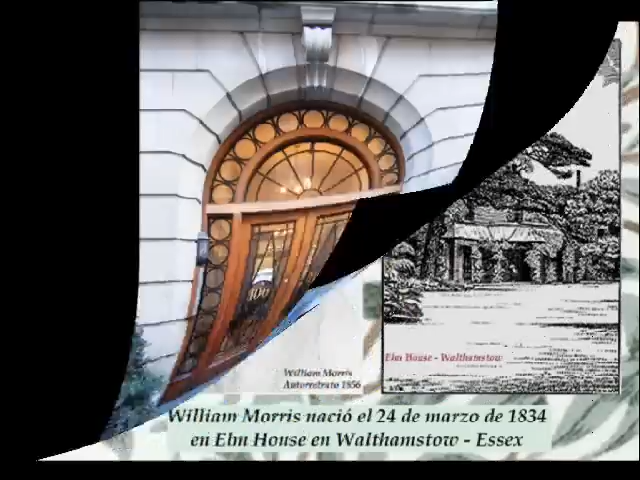 William Morris
Autorretrato 1856
Elm House - Walthamstow
William Morris nació el 24 de marzo de 1834
en Elm House en Walthamstow - Essex